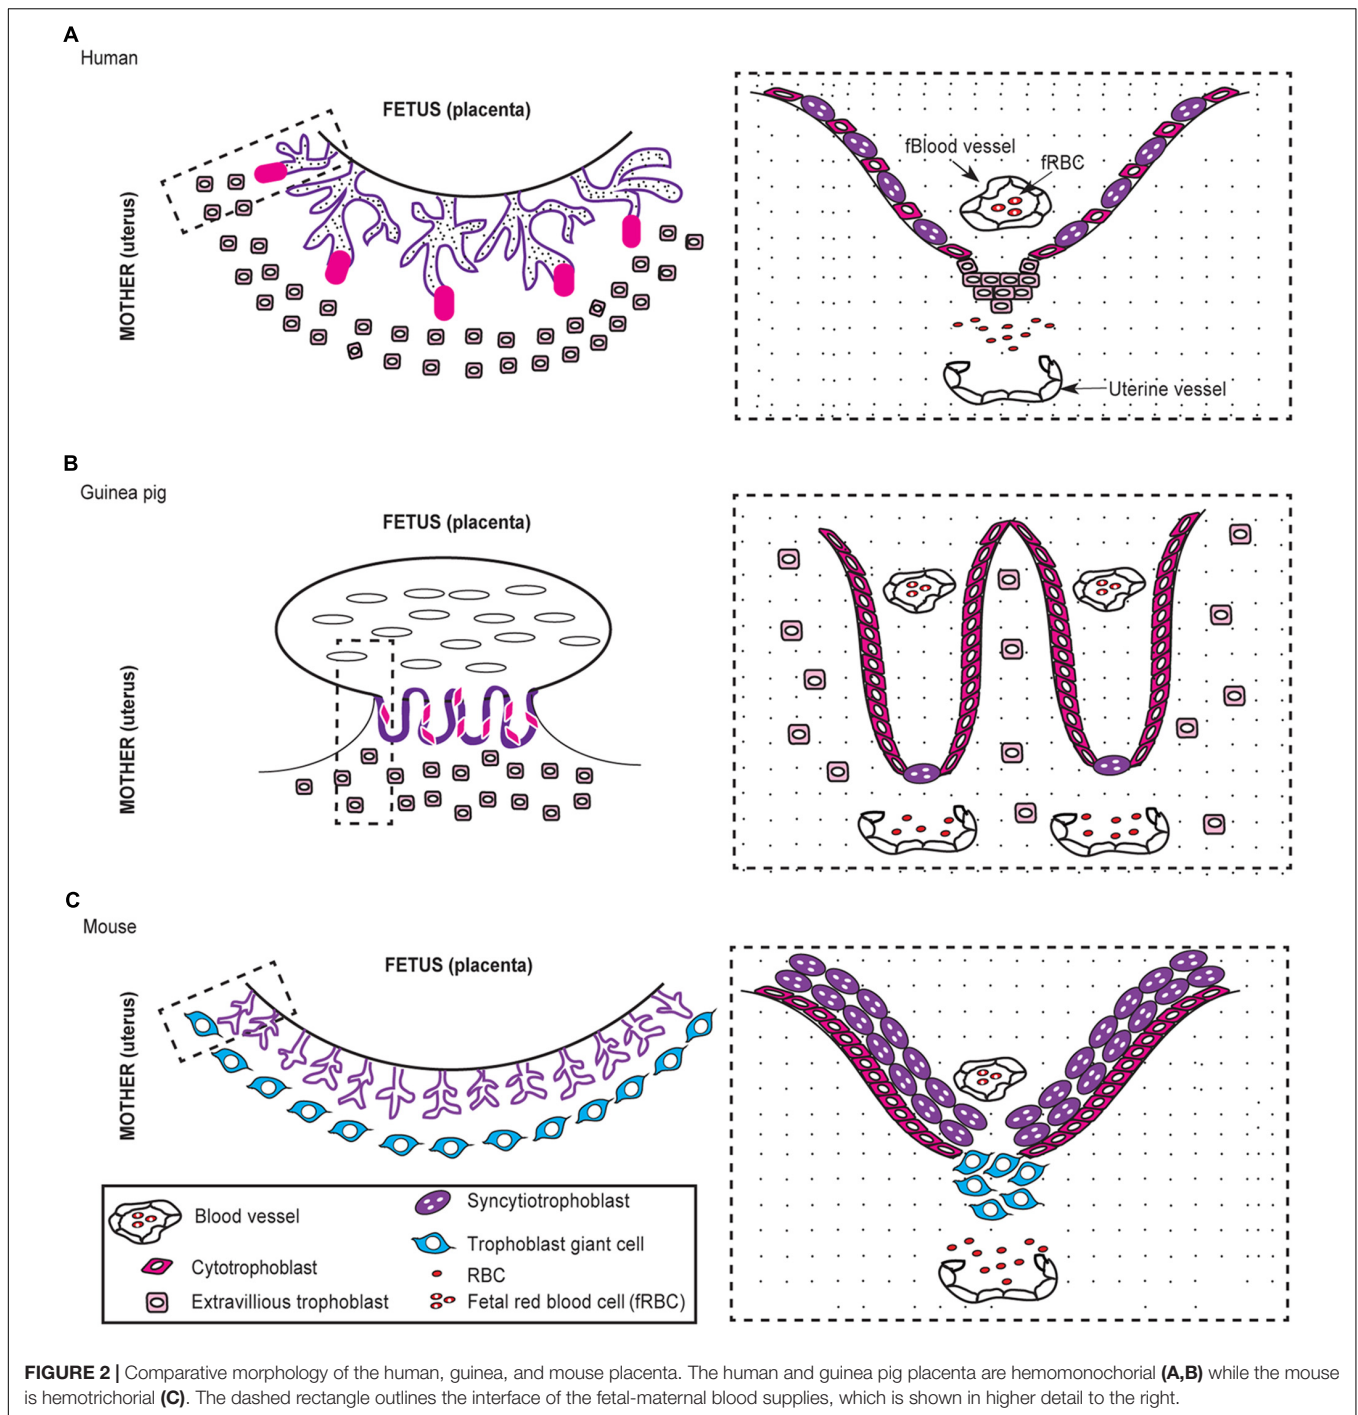 A
Human
FETUS (placenta)
MOTHER (uterus)
fBlood vessel
fRBC
Uterine vessel
B
Guinea pig
FETUS (placenta)
MOTHER (uterus)
C
Mouse
FETUS (placenta)
MOTHER (uterus)
Blood vessel
Cytotrophoblast
Extravillious trophoblast
Syncytiotrophoblast
Trophoblast giant cell
RBC
Fetal red blood cell (fRBC)
FIGURE 2 | Comparative morphology of the human, guinea, and mouse placenta. The human and guinea pig placenta are hemomonochorial (A,B) while the mouse
is hemotrichorial (C). The dashed rectangle outlines the interface of the fetal-maternal blood supplies, which is shown in higher detail to the right.